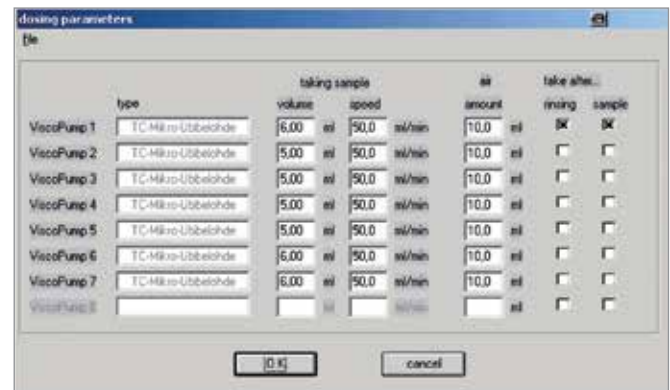 dosing parameters
file
taking sample air take after...
type volume speed amount rinsing sample
ViscoPump 1 TC-Mikro-Ubbelohde 6,00 ml 50,0 ml/min 10,0 ml
ViscoPump 2 TC-Mikro-Ubbelohde 5,00 ml 50,0 ml/min 10,0 ml
ViscoPump 3 TC-Mikro-Ubbelohde 5,00 ml 50,0 ml/min 10,0 ml
ViscoPump 4 TC-Mikro-Ubbelohde 5,00 ml 50,0 ml/min 10,0 ml
ViscoPump 5 TC-Mikro-Ubbelohde 5,00 ml 50,0 ml/min 10,0 ml
ViscoPump 6 TC-Mikro-Ubbelohde 6,00 ml 50,0 ml/min 10,0 ml
ViscoPump 7 TC-Mikro-Ubbelohde 6,00 ml 50,0 ml/min 10,0 ml
ViscoPump 8 ml ml/min ml
OK cancel